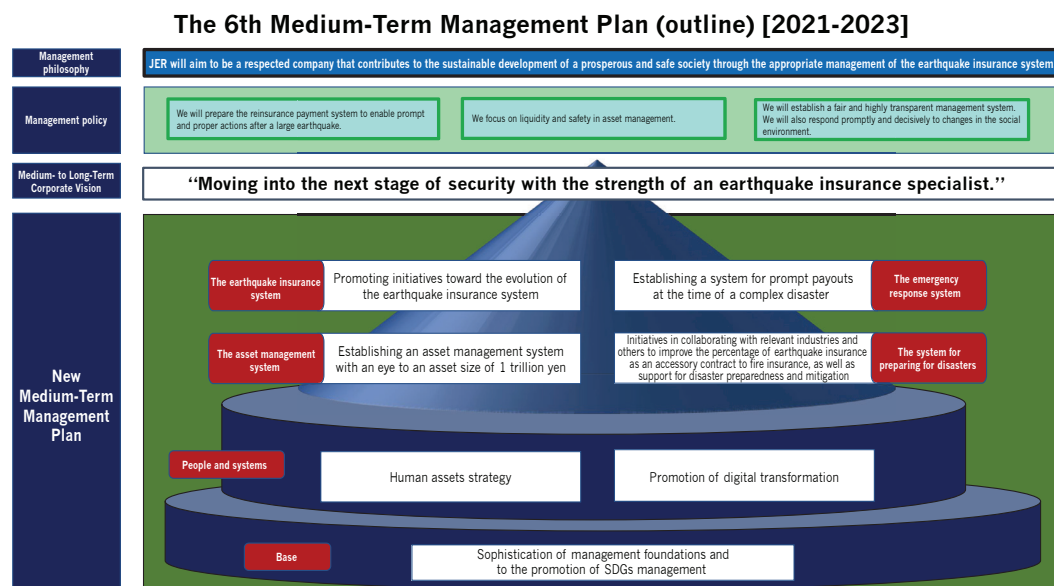 The 6th Medium-Term Management Plan (outline) [2021-2023]
Management
philosophy
JER will aim to be a respected company that contributes to the sustainable development of a prosperous and safe society through the appropriate management of the earthquake insurance system
Management policy
We will prepare the reinsurance payment system to enable prompt
and proper actions after a large earthquake.
We focus on liquidity and safety in asset management.
We will establish a fair and highly transparent management system.
We will also respond promptly and decisively to changes in the social
environment.
Medium- to Long-Term
Corporate Vision
“Moving into the next stage of security with the strength of an earthquake insurance specialist.”
New
Medium-Term
Management
Plan
The earthquake insurance
system
Promoting initiatives toward the evolution of
the earthquake insurance system
Establishing a system for prompt payouts
at the time of a complex disaster
The emergency
response system
The asset management
system
Establishing an asset management system
with an eye to an asset size of 1 trillion yen
Initiatives in collaborating with relevant industries and
others to improve the percentage of earthquake insurance
as an accessory contract to fire insurance, as well as
support for disaster preparedness and mitigation
The system for
preparing for disasters
People and systems
Human assets strategy
Promotion of digital transformation
Base
Sophistication of management foundations and
to the promotion of SDGs management